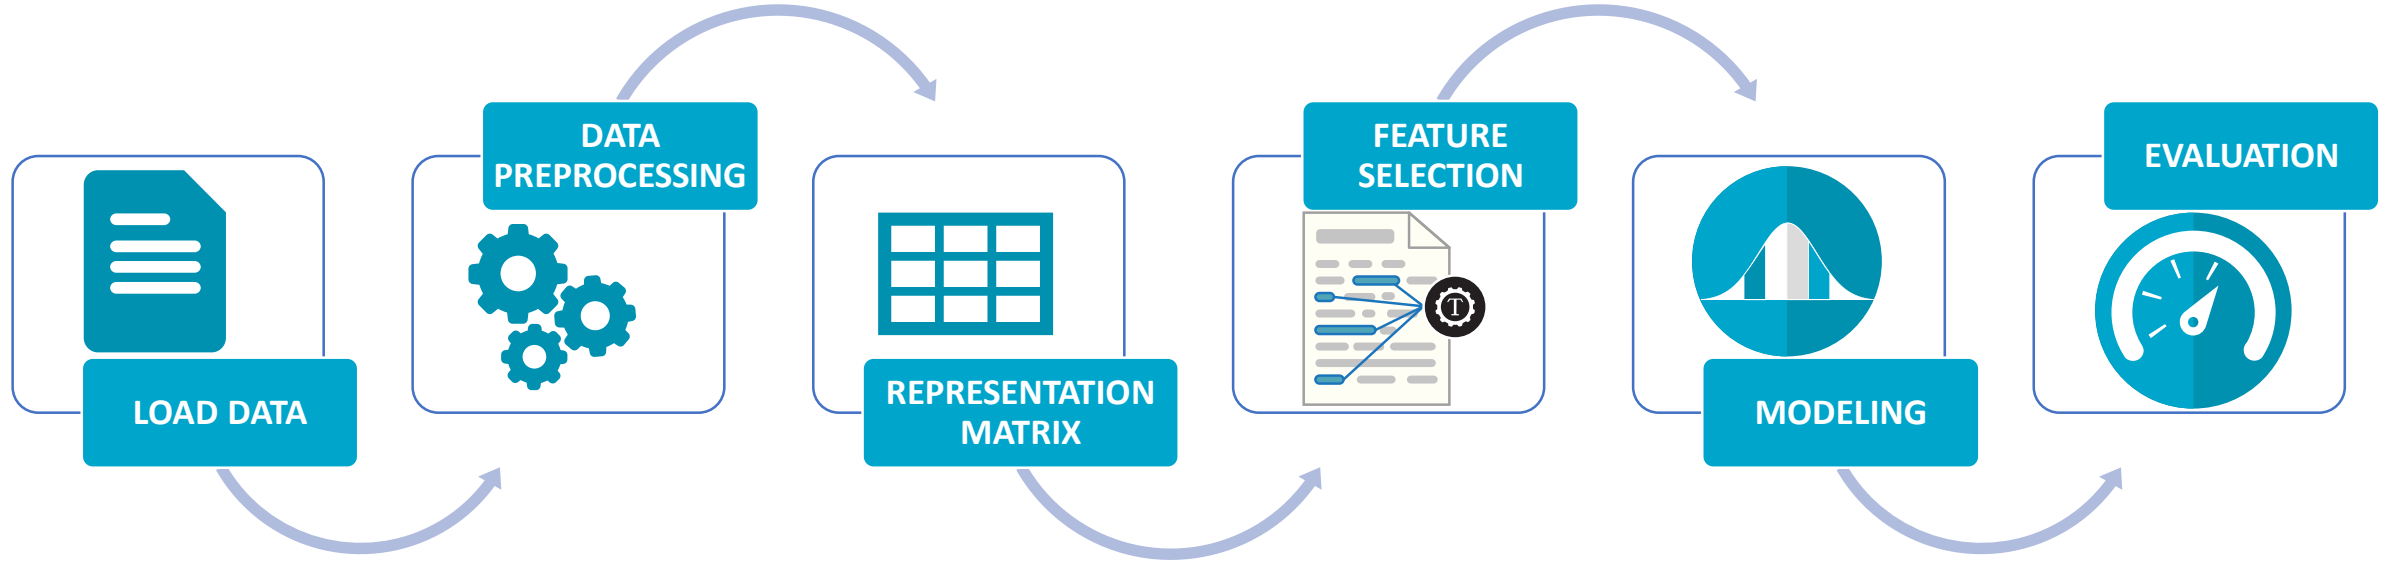 LOAD DATA
DATA
PREPROCESSING
REPRESENTATION
MATRIX
FEATURE
SELECTION
T
MODELING
EVALUATION